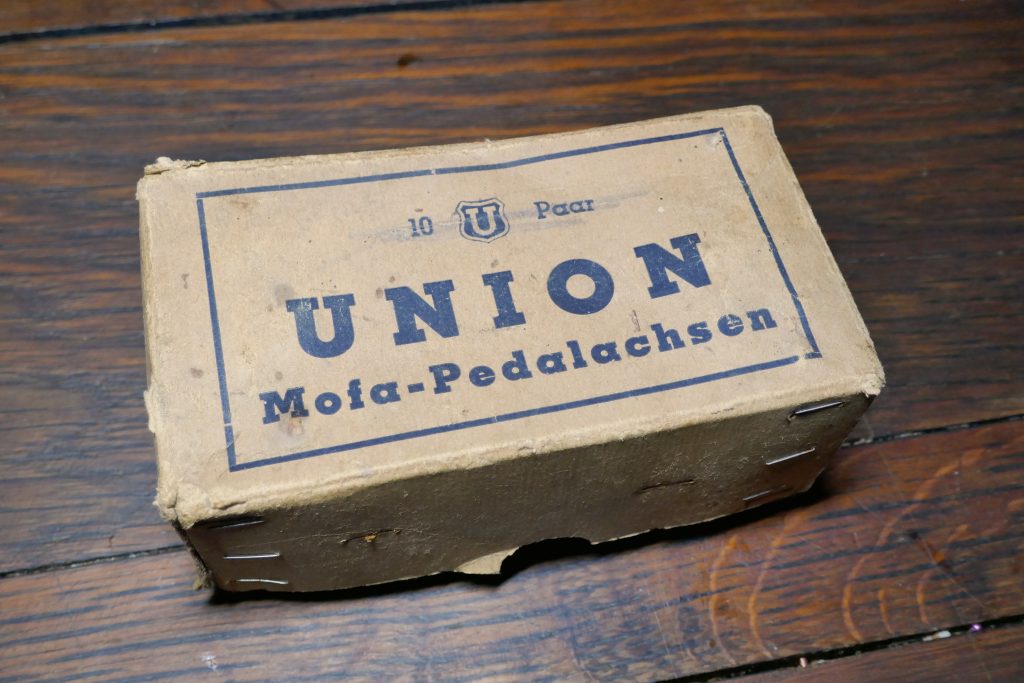 10 U Paar
UNION
Mofa-Pedalachsen